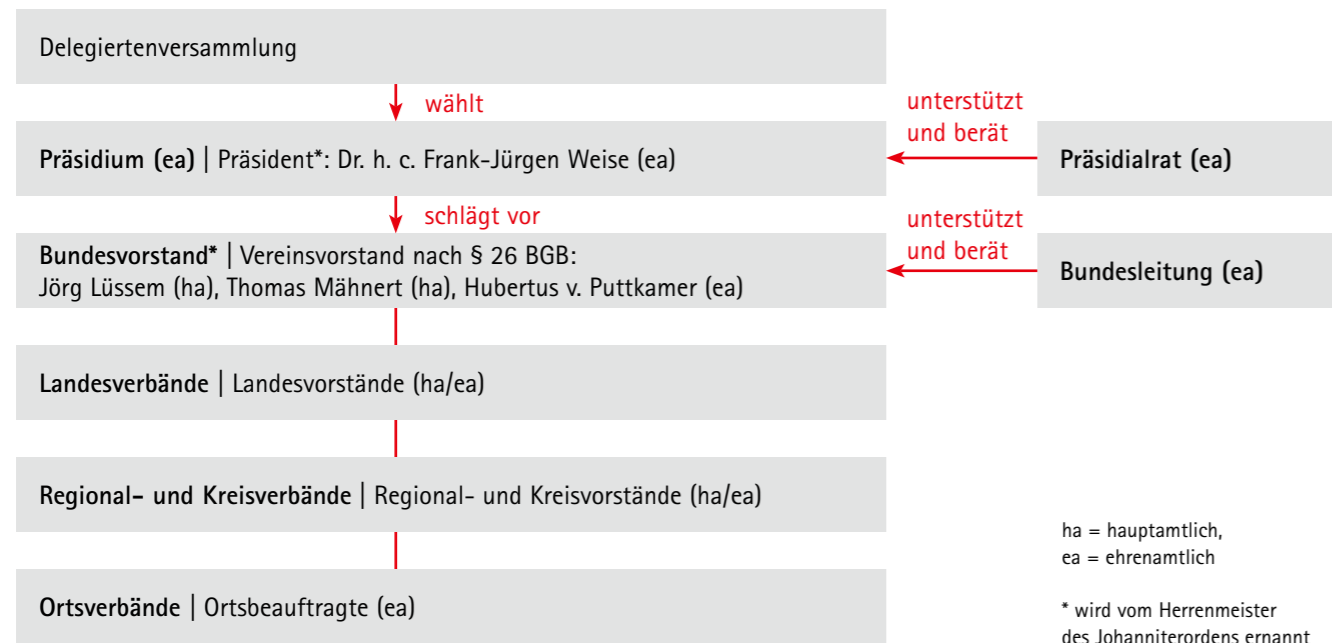 Delegiertenversammlung
wählt
unterstützt
und berät
Präsidium (ea) | Präsident*: Dr. h. c. Frank-Jürgen Weise (ea)
Präsidialrat (ea)
schlägt vor
unterstützt
und berät
Bundesvorstand* | Vereinsvorstand nach § 26 BGB:
Jörg Lüssem (ha), Thomas Mähnert (ha), Hubertus v. Puttkamer (ea)
Bundesleitung (ea)
Landesverbände | Landesvorstände (ha/ea)
Regional- und Kreisverbände | Regional- und Kreisvorstände (ha/ea)
Ortsverbände | Ortsbeauftragte (ea)
ha = hauptamtlich,
ea = ehrenamtlich
* wird vom Herrenmeister
des Johanniterordens ernannt